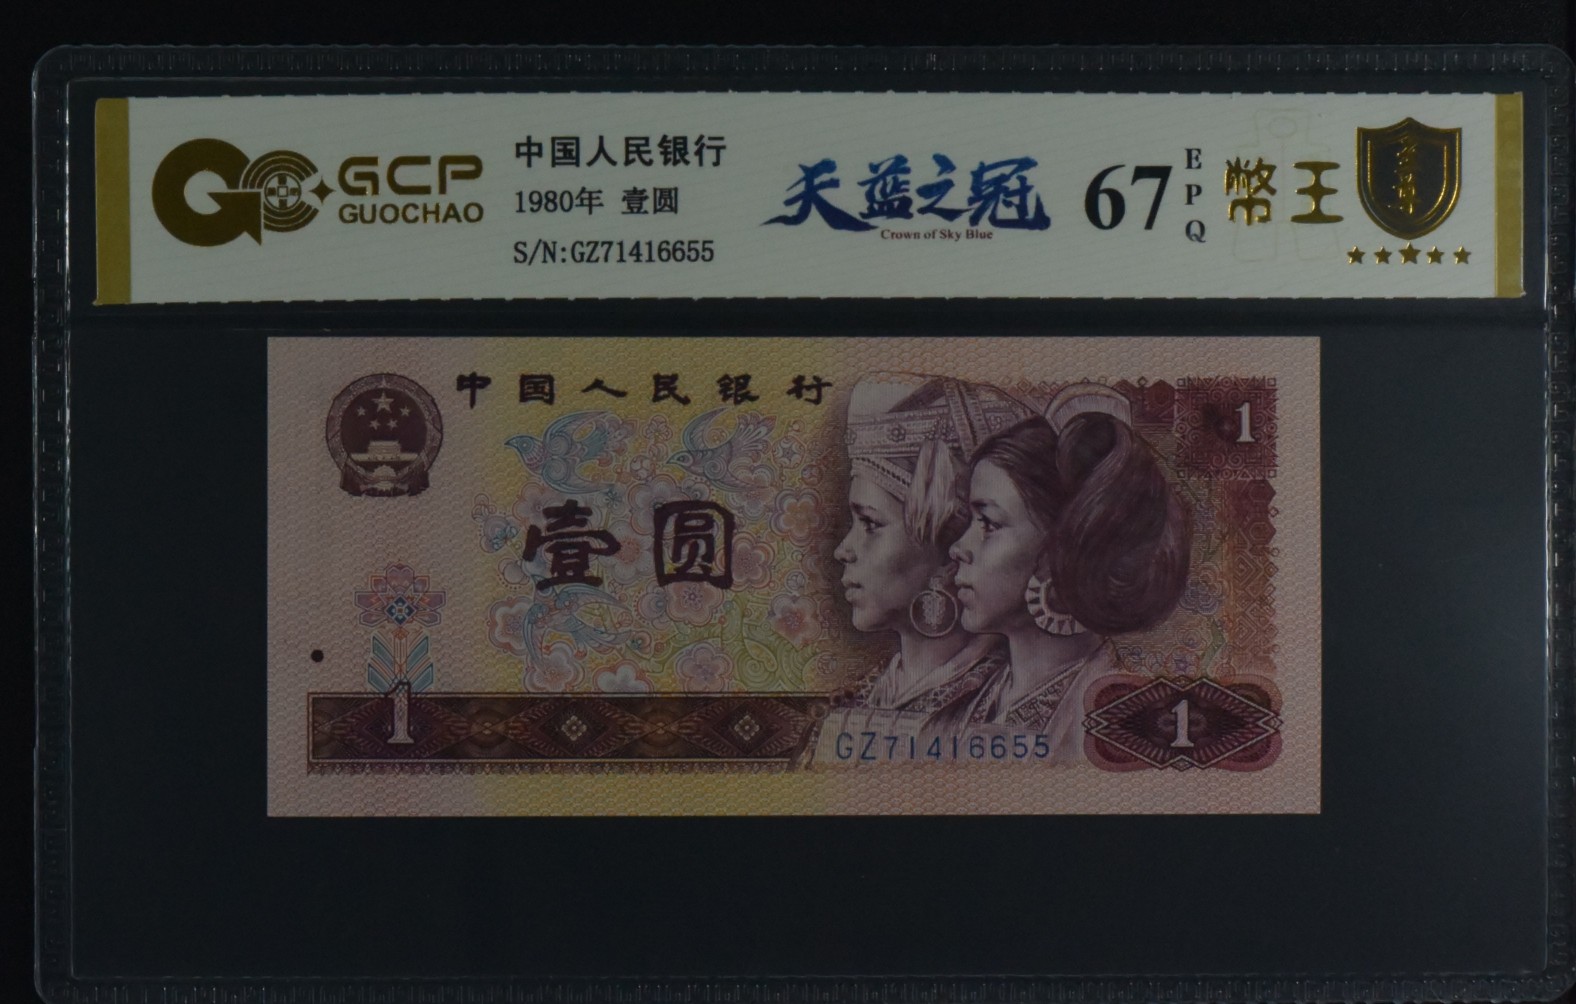 GCP
GUOCHAO
中国人民银行
1980年 壹圆
S/N:GZ71416655
天蓝之冠
Crown of Sky Blue
67
EPQ
幣王
中国人民银行
1
壹圆
1
GZ71416655
1